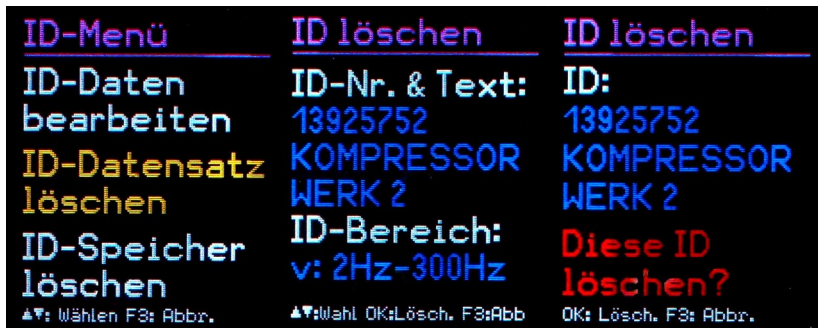 ID-Menü
ID-Daten
bearbeiten
ID-Datensatz
löschen
ID-Speicher
löschen
▲▼: Wählen F3: Abbr.
ID löschen
ID-Nr. & Text:
13925752
KOMPRESSOR
WERK 2
ID-Bereich:
v: 2Hz-300Hz
▲▼:Wahl OK:Lösch. F3:Abb
ID löschen
ID:
13925752
KOMPRESSOR
WERK 2
Diese ID
löschen?
OK: Lösch. F3: Abbr.